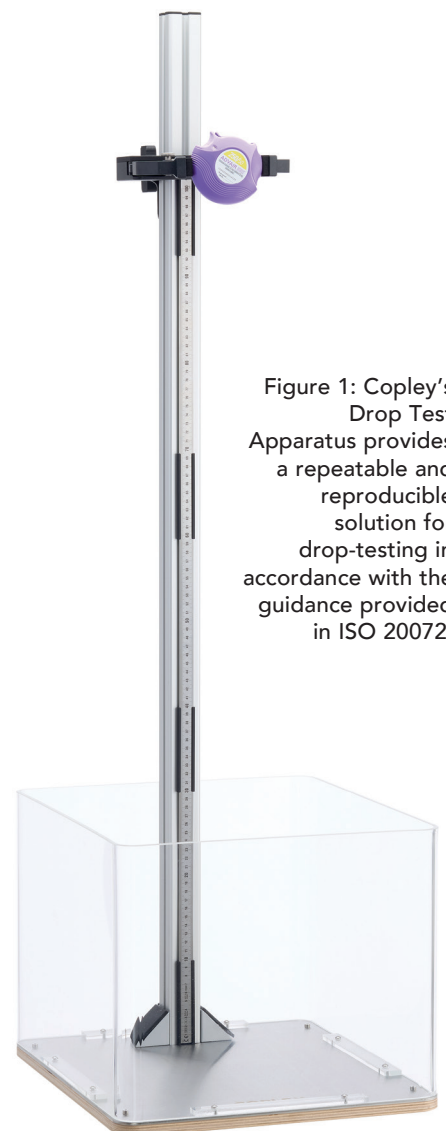 Figure 1: Copley's
Drop Test
Apparatus provides
a repeatable and
reproducible
solution fo
drop-testing in
accordance with the
guidance provided
in ISO 20072